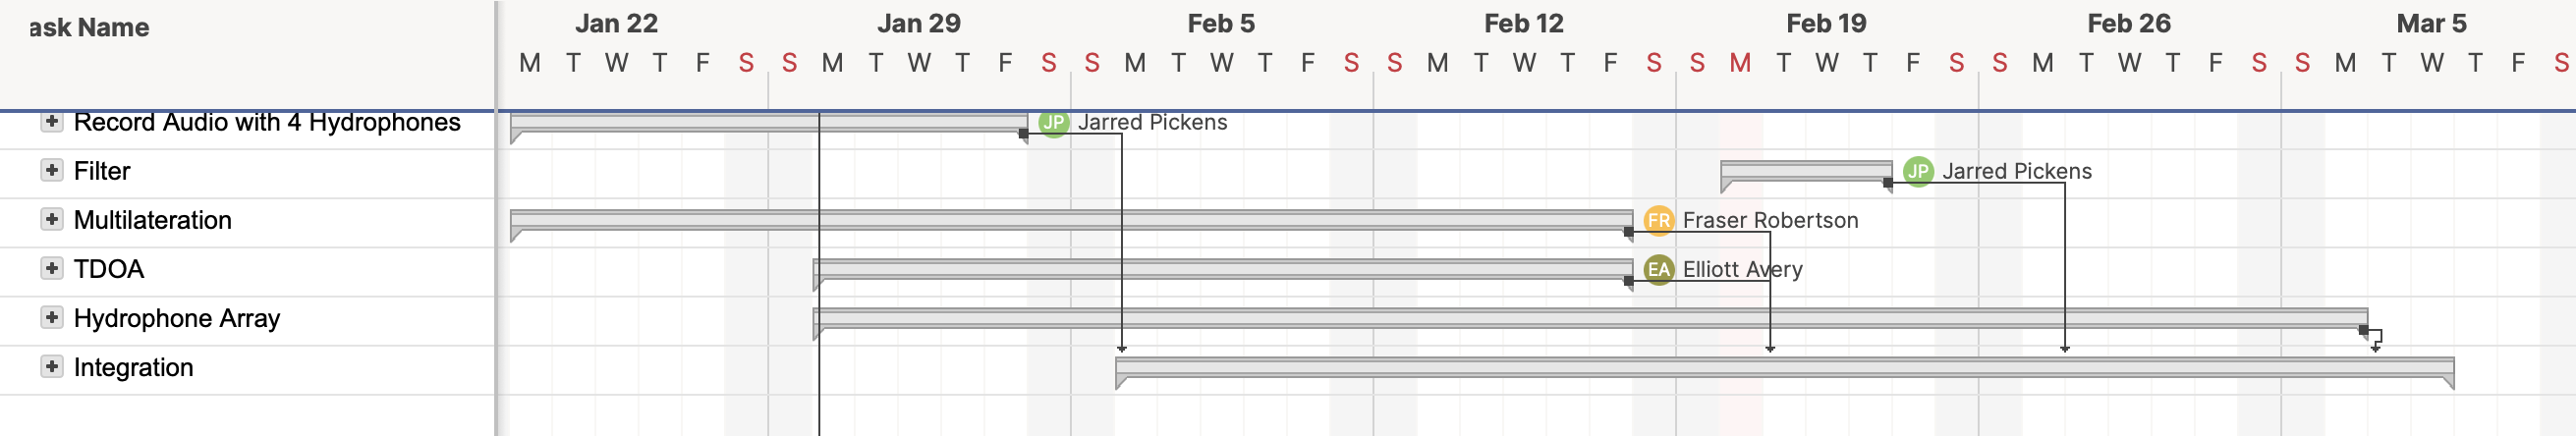 ask Name Jan 22 Jan 29 Feb 5 Feb 12 Feb 19 Feb 26 Mar 5
M T W T F S S M T W T F S S M T W T F S S M T W T F S S M T W T F S S M T W T F S S M T W T F S
Record Audio with 4 Hydrophones JP Jarred Pickens
Filter JP Jarred Pickens
Multilateration FR Fraser Robertson
TDOA EA Elliott Avery
Hydrophone Array
Integration